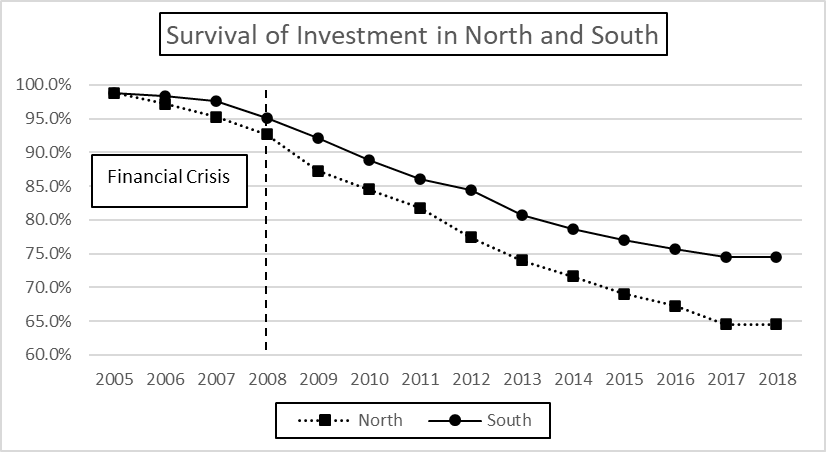 Survival of Investment in North and South
100.0%
95.0%
90.0%
85.0%
80.0%
75.0%
70.0%
65.0%
60.0%
Financial Crisis
2005 2006 2007 2008 2009 2010 2011 2012 2013 2014 2015 2016 2017 2018
North South